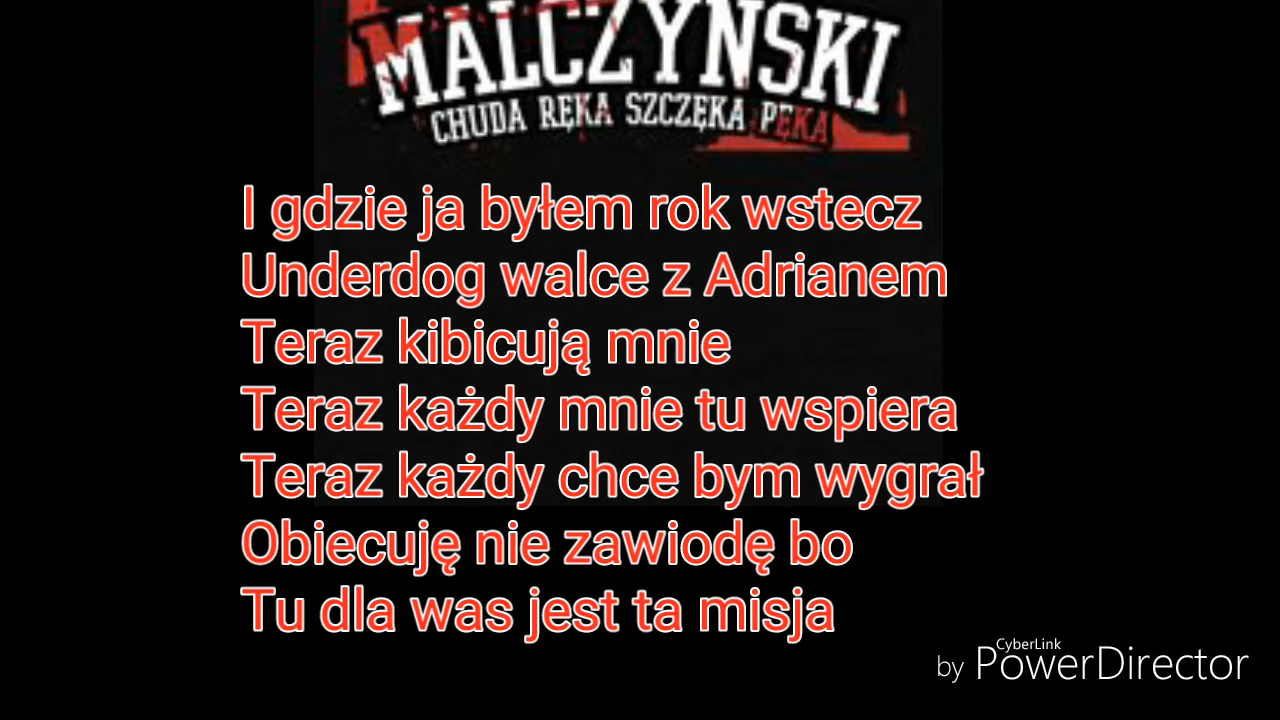 MALCZYNSKI
CHUDA RĘKA SZCZĘKA PĘKA
I gdzie ja byłem rok wstecz
Underdog walce z Adrianem
Teraz kibicują mnie
Teraz każdy mnie tu wspiera
Teraz każdy chce bym wygrał
Obiecuję nie zawiodę bo
Tu dla was jest ta misja
CyberLink
by PowerDirector